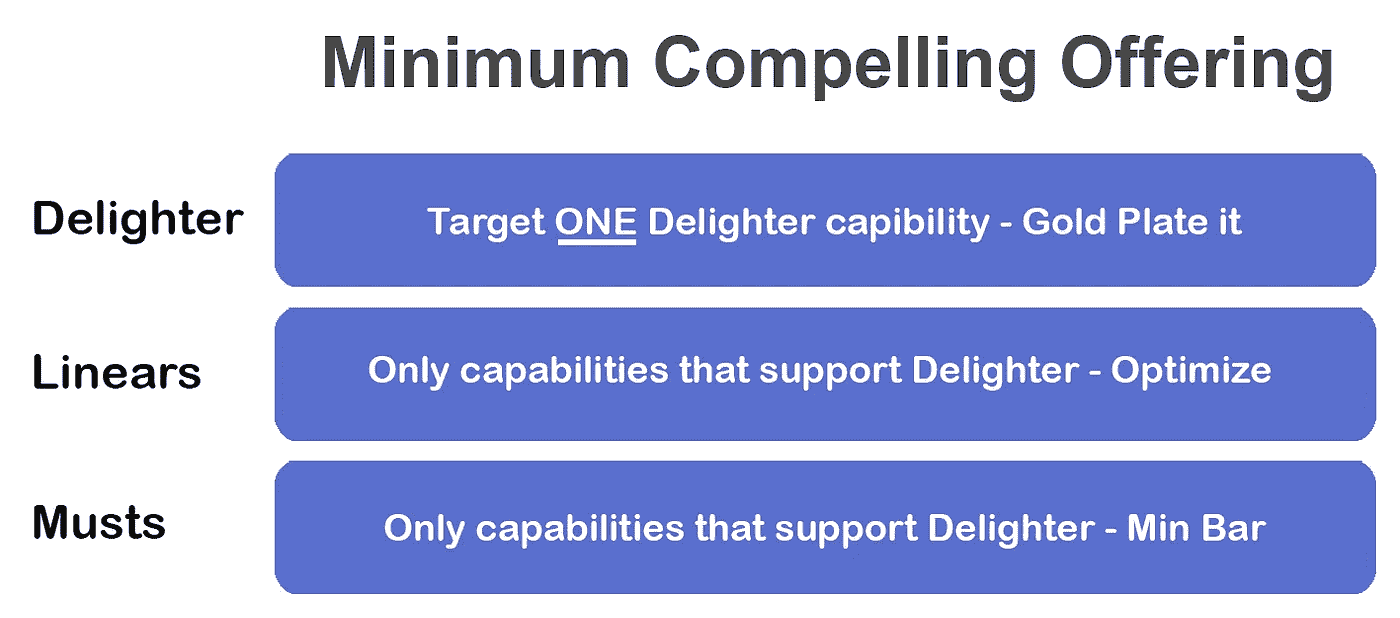 Minimum Compelling Offering
Delighter
Target ONE Delighter capibility - Gold Plate it
Linears
Only capabilities that support Delighter - Optimize
Musts
Only capabilities that support Delighter - Min Bar